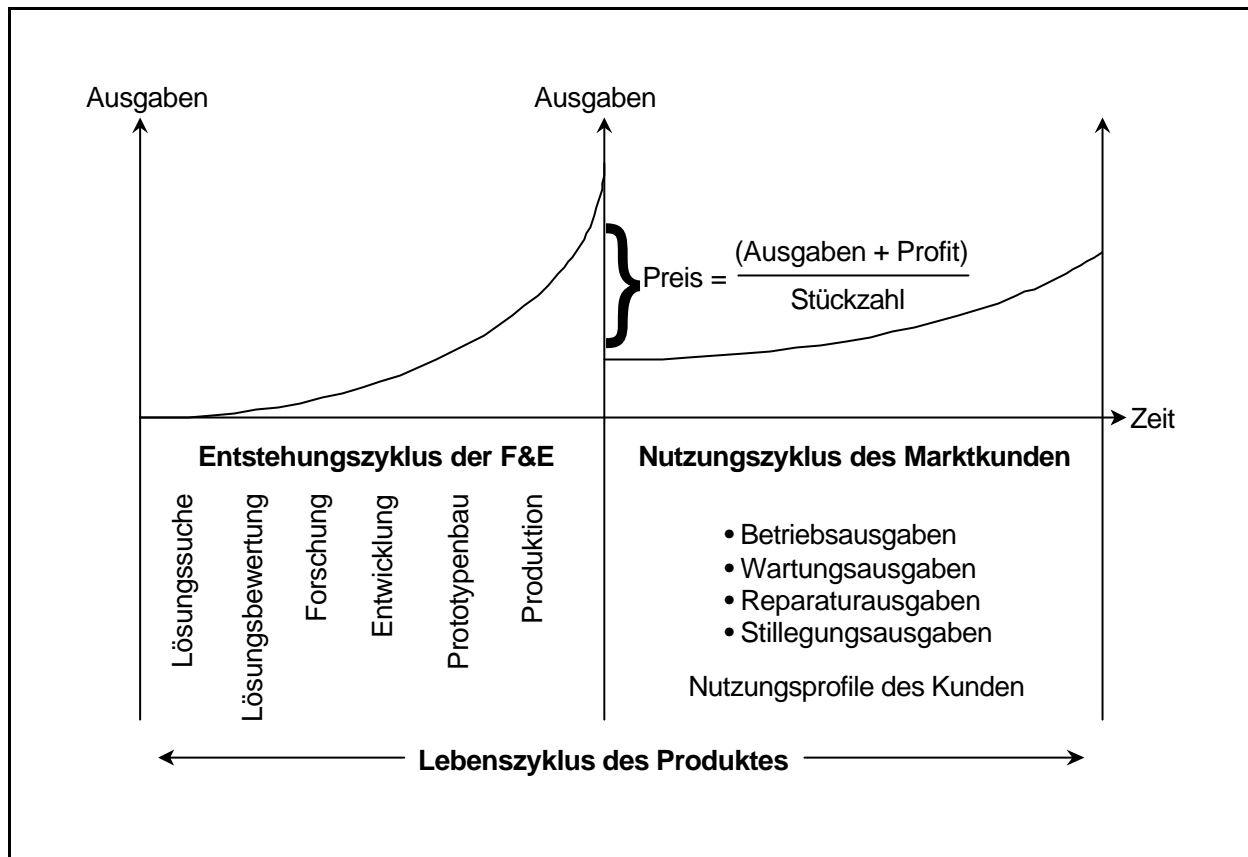 Ausgaben
Ausgaben
Preis =
(Ausgaben + Profit)
Stückzahl
Zeit
Entstehungszyklus der F&E
Nutzungszyklus des Marktkunden
Lösungssuche
Lösungsbewertung
Forschung
Entwicklung
Prototypenbau
Produktion
• Betriebsausgaben
• Wartungsausgaben
• Reparaturausgaben
• Stillegungsausgaben
Nutzungsprofile des Kunden
Lebenszyklus des Produktes